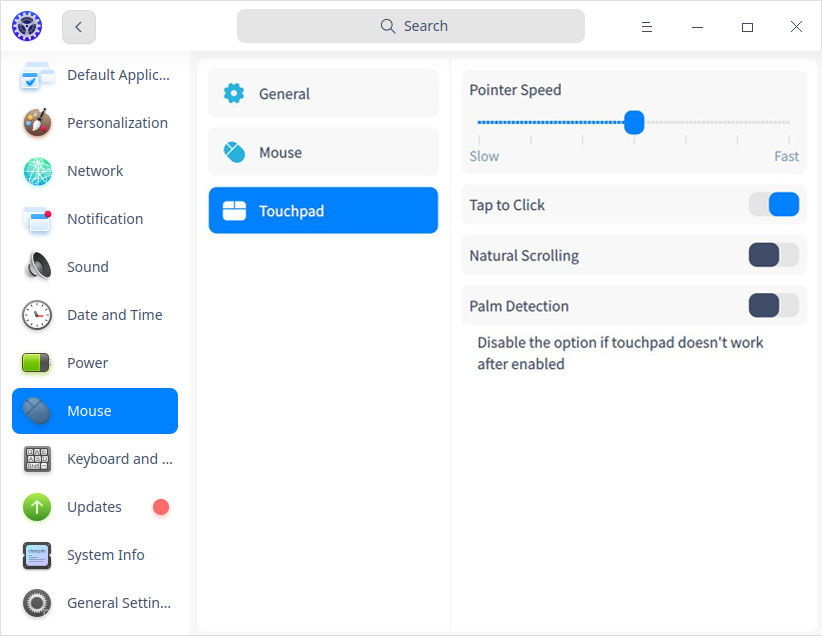 Search
Default Applic...
Personalization
Network
Notification
Sound
Date and Time
Power
Mouse
Keyboard and ...
Updates
System Info
General Settin...
General
Mouse
Touchpad
Pointer Speed
Slow Fast
Tap to Click
Natural Scrolling
Palm Detection
Disable the option if touchpad doesn't work
after enabled